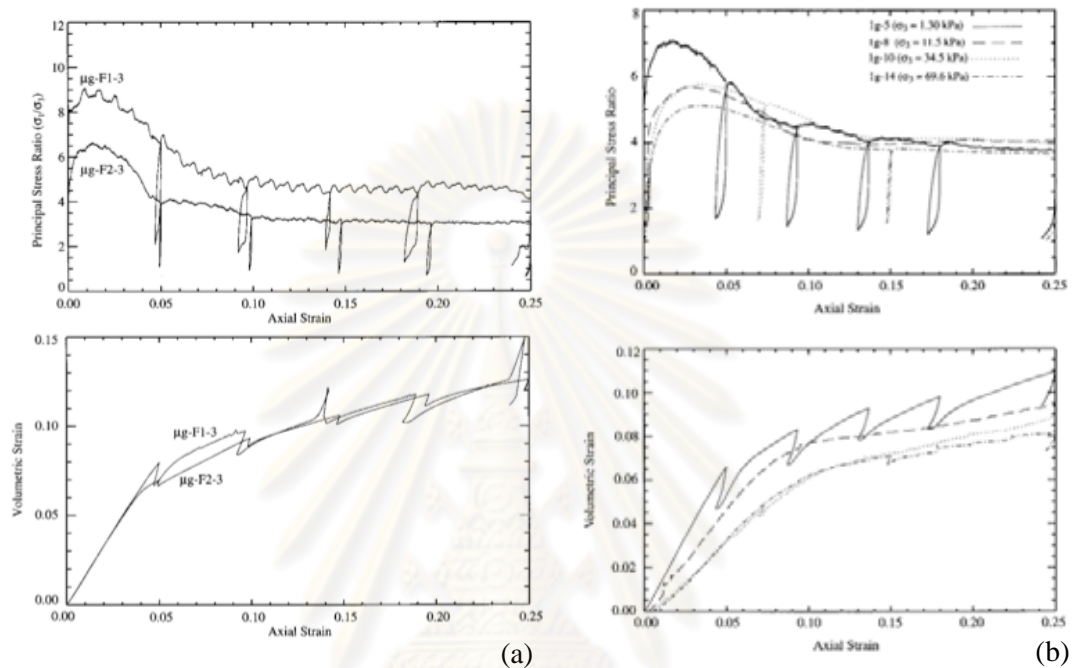 12
10
8
6
4
2
0
Principal Stress Ratio (σ₁/σ₃)
μg-F1-3
μg-F2-3
0.00
0.05
0.10
0.15
0.20
0.25
Axial Strain
8
6
4
2
0
Principal Stress Ratio
1g-5 (σ₃ = 1.30 kPa)
1g-8 (σ₃ = 11.5 kPa)
1g-10 (σ₃ = 34.5 kPa)
1g-14 (σ₃ = 69.6 kPa)
0.00
0.05
0.10
0.15
0.20
0.25
Axial Strain
0.15
0.10
0.05
0.00
Volumetric Strain
μg-F1-3
μg-F2-3
0.00
0.05
0.10
0.15
0.20
0.25
Axial Strain
(a)
0.12
0.10
0.08
0.06
0.04
0.02
0.00
Volumetric Strain
0.00
0.05
0.10
0.15
0.20
0.25
Axial Strain
(b)